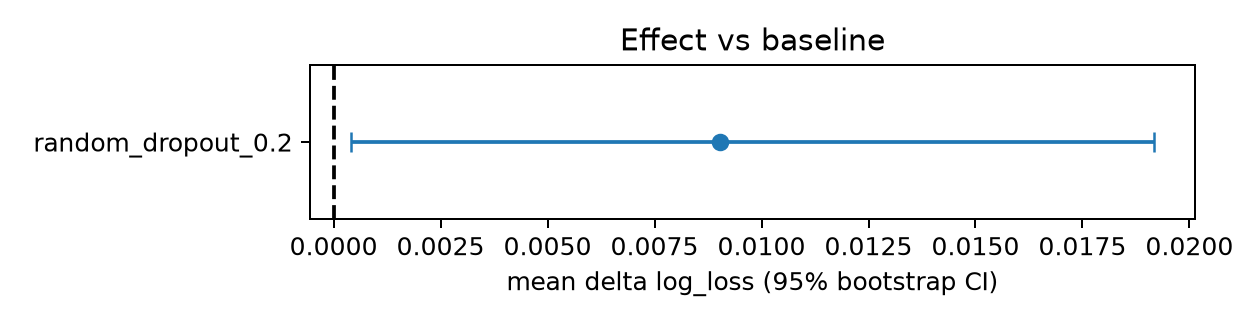 Effect vs baseline
random_dropout_0.2
0.0000 0.0025 0.0050 0.0075 0.0100 0.0125 0.0150 0.0175 0.0200
mean delta log_loss (95% bootstrap CI)